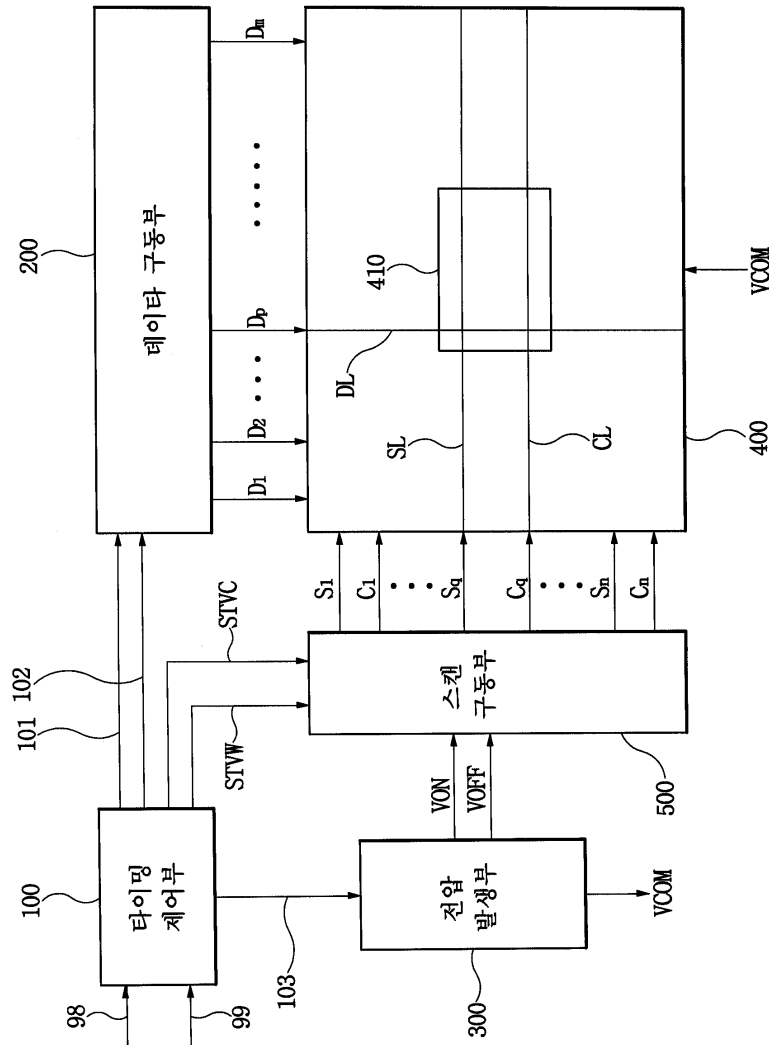 98
99
100
타이밍
제어부
101
102
103
STVC
STVW
200
데이타 구동부
D1
D2
• • •
Dp
• • • • •
Dm
300
전압
발생부
VON
VOFF
VCOM
500
스캔
구동부
S1
C1
• • • •
Sq
Cq
• • • •
Sn
Cn
DL
SL
CL
410
400
VCOM